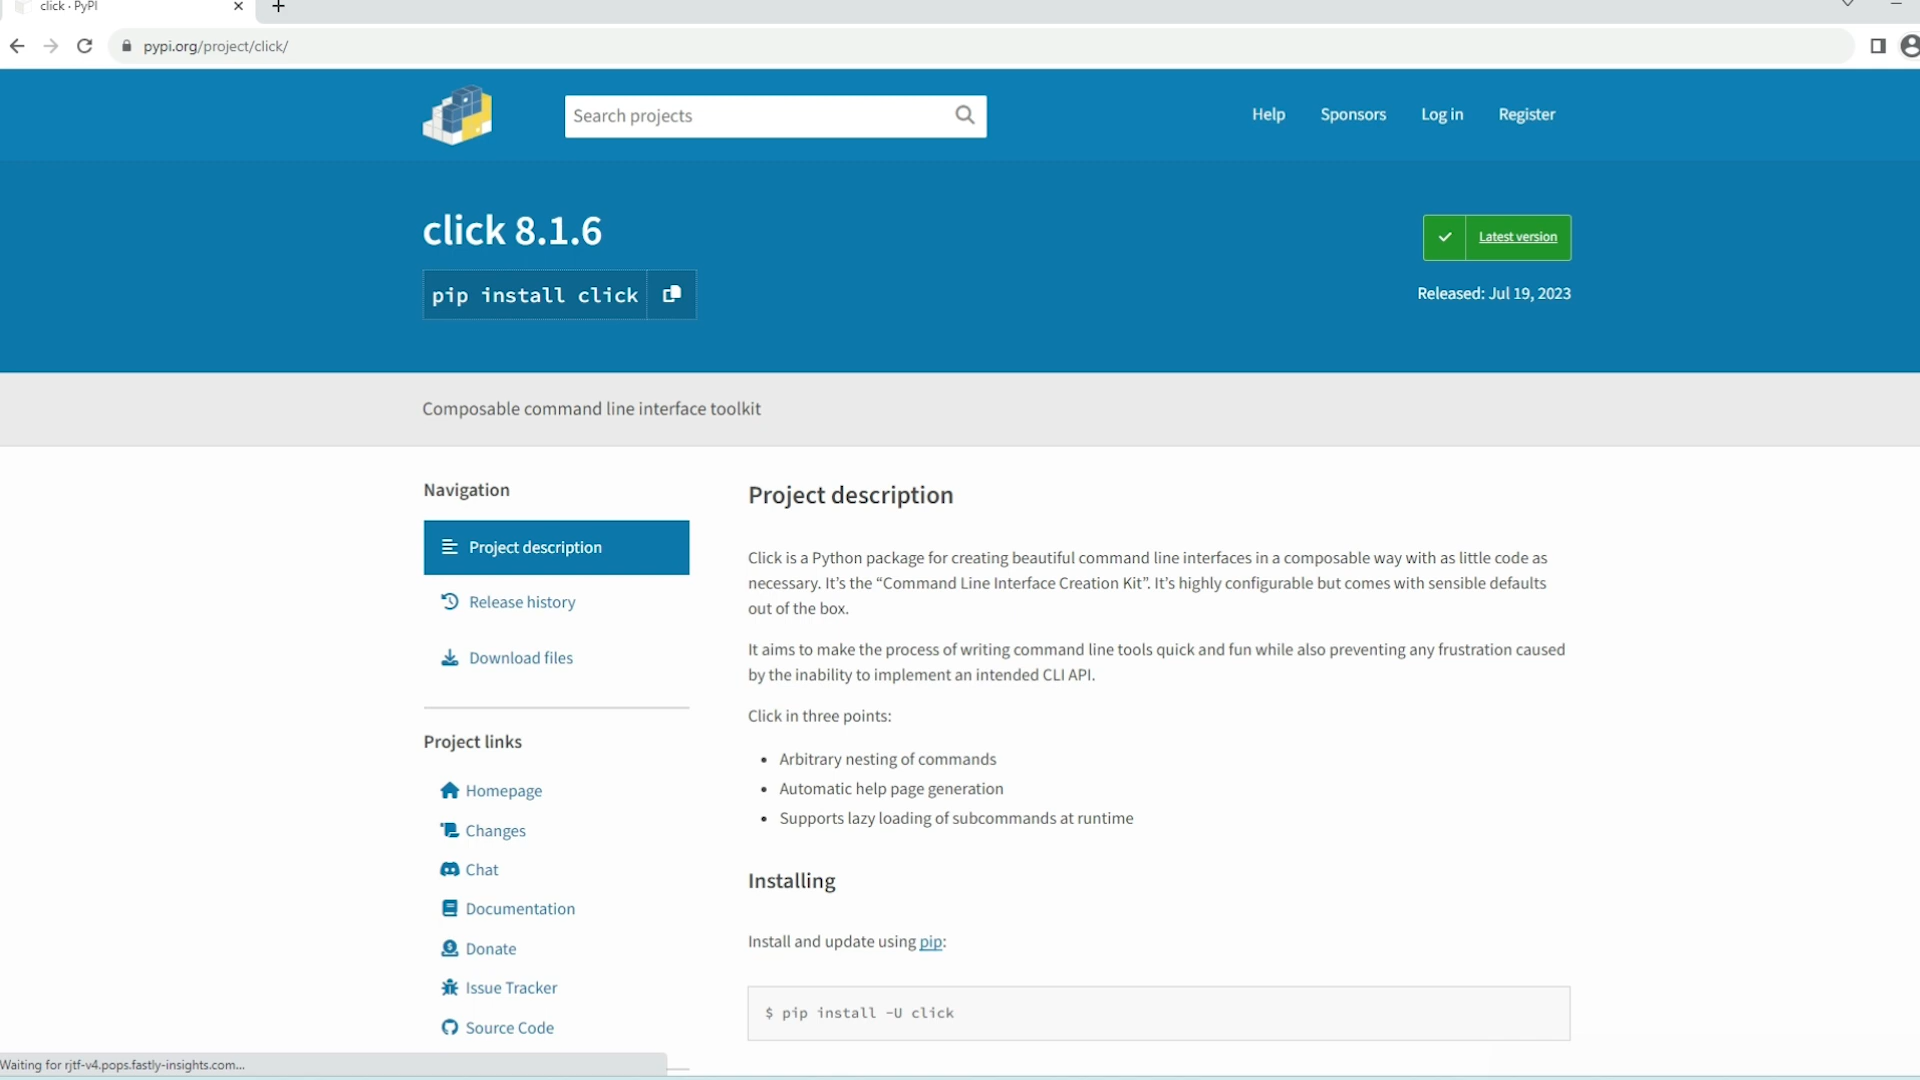 click · PyPI
pypi.org/project/click/
Search projects
Help
Sponsors
Log in
Register
click 8.1.6
pip install click
Latest version
Released: Jul 19, 2023
Composable command line interface toolkit
Navigation
Project description
Release history
Download files
Project links
Homepage
Changes
Chat
Documentation
Donate
Issue Tracker
Source Code
Project description
Click is a Python package for creating beautiful command line interfaces in a composable way with as little code as
necessary. It’s the “Command Line Interface Creation Kit”. It’s highly configurable but comes with sensible defaults
out of the box.
It aims to make the process of writing command line tools quick and fun while also preventing any frustration caused
by the inability to implement an intended CLI API.
Click in three points:
• Arbitrary nesting of commands
• Automatic help page generation
• Supports lazy loading of subcommands at runtime
Installing
Install and update using pip:
$ pip install -U click
Waiting for rjtf-v4.pops.fastly-insights.com...